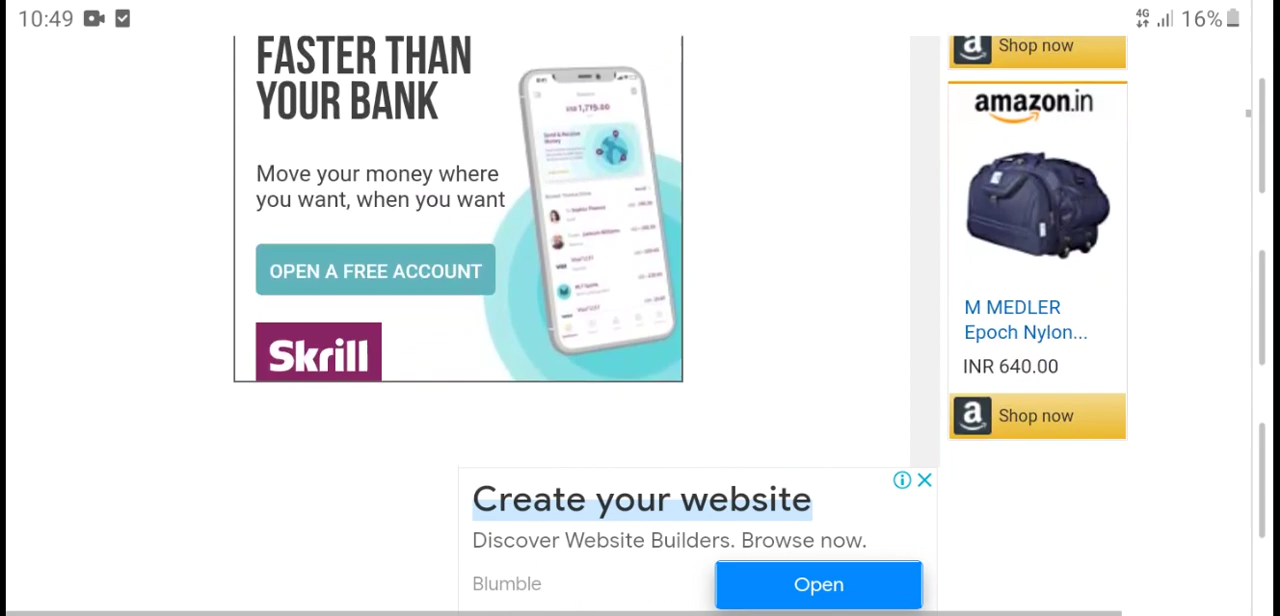 10:49
4G
16%
FASTER THAN
YOUR BANK
Move your money where
you want, when you want
OPEN A FREE ACCOUNT
Skrill
Shop now
amazon.in
M MEDLER
Epoch Nylon...
INR 640.00
Shop now
Create your website
Discover Website Builders. Browse now.
Blumble
Open